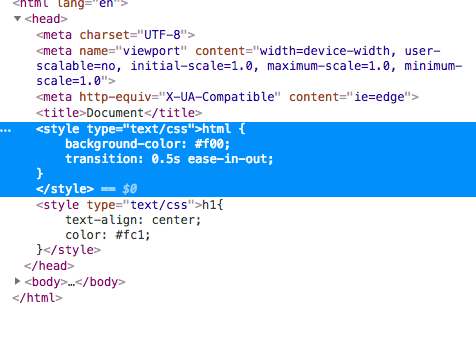 <html lang="en">
▼<head>
<meta charset="UTF-8">
<meta name="viewport" content="width=device-width, user-
scalable=no, initial-scale=1.0, maximum-scale=1.0, minimum-
scale=1.0">
<meta http-equiv="X-UA-Compatible" content="ie=edge">
<title>Document</title>
… <style type="text/css">html {
background-color: #f00;
transition: 0.5s ease-in-out;
}
</style> == $0
<style type="text/css">h1{
text-align: center;
color: #fc1;
}</style>
</head>
▶<body>…</body>
</html>